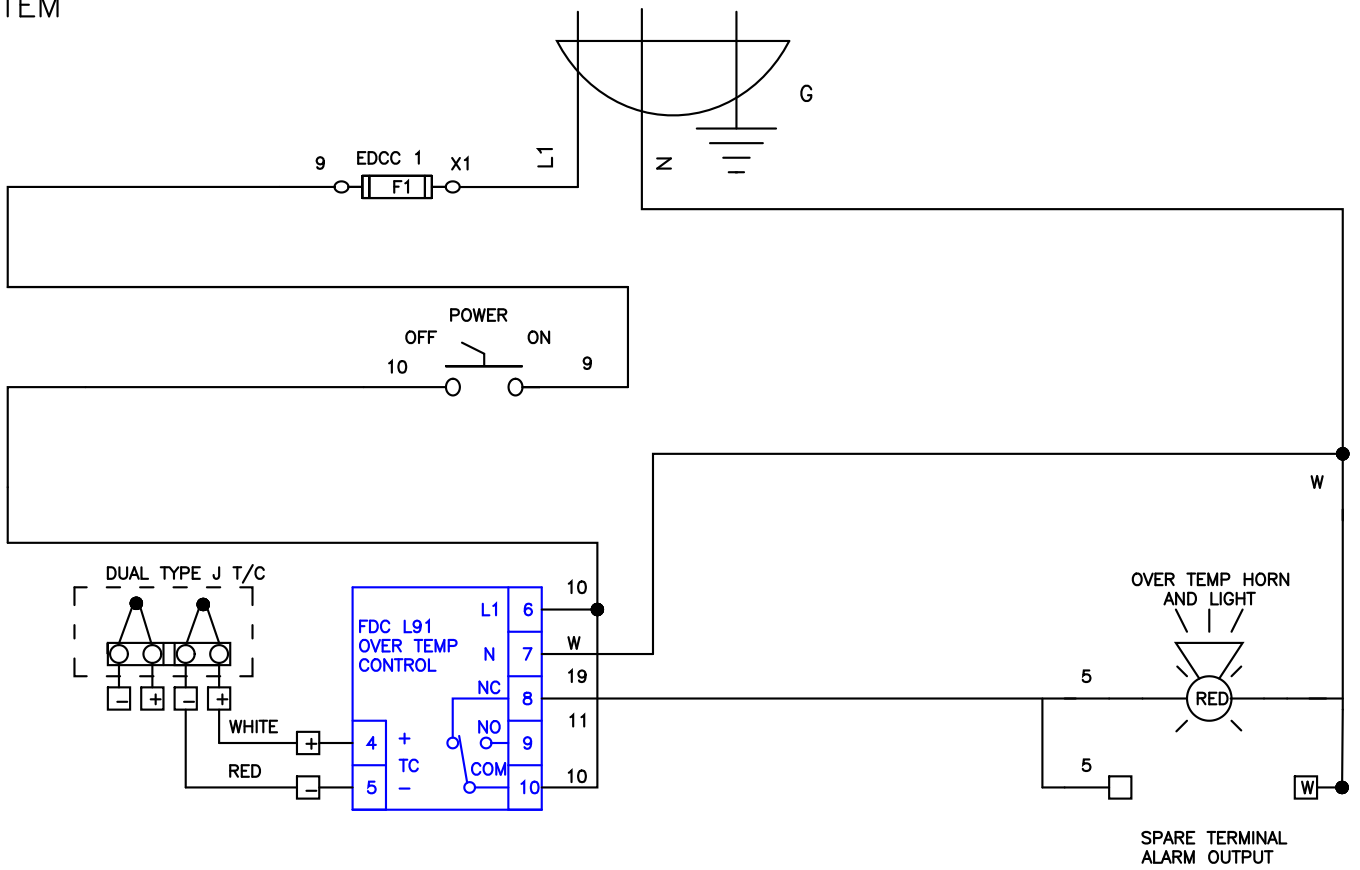 TEM
G
L1
N
9
EDCC 1
X1
F1
POWER
OFF
ON
10
9
W
DUAL TYPE J T/C
10
OVER TEMP HORN
AND LIGHT
L1
6
FDC L91
OVER TEMP
CONTROL
N
7
W
19
NC
8
5
RED
-
+
-
+
WHITE
+
4
+
NO
9
11
TC
RED
-
5
-
COM
10
10
5
W
SPARE TERMINAL
ALARM OUTPUT